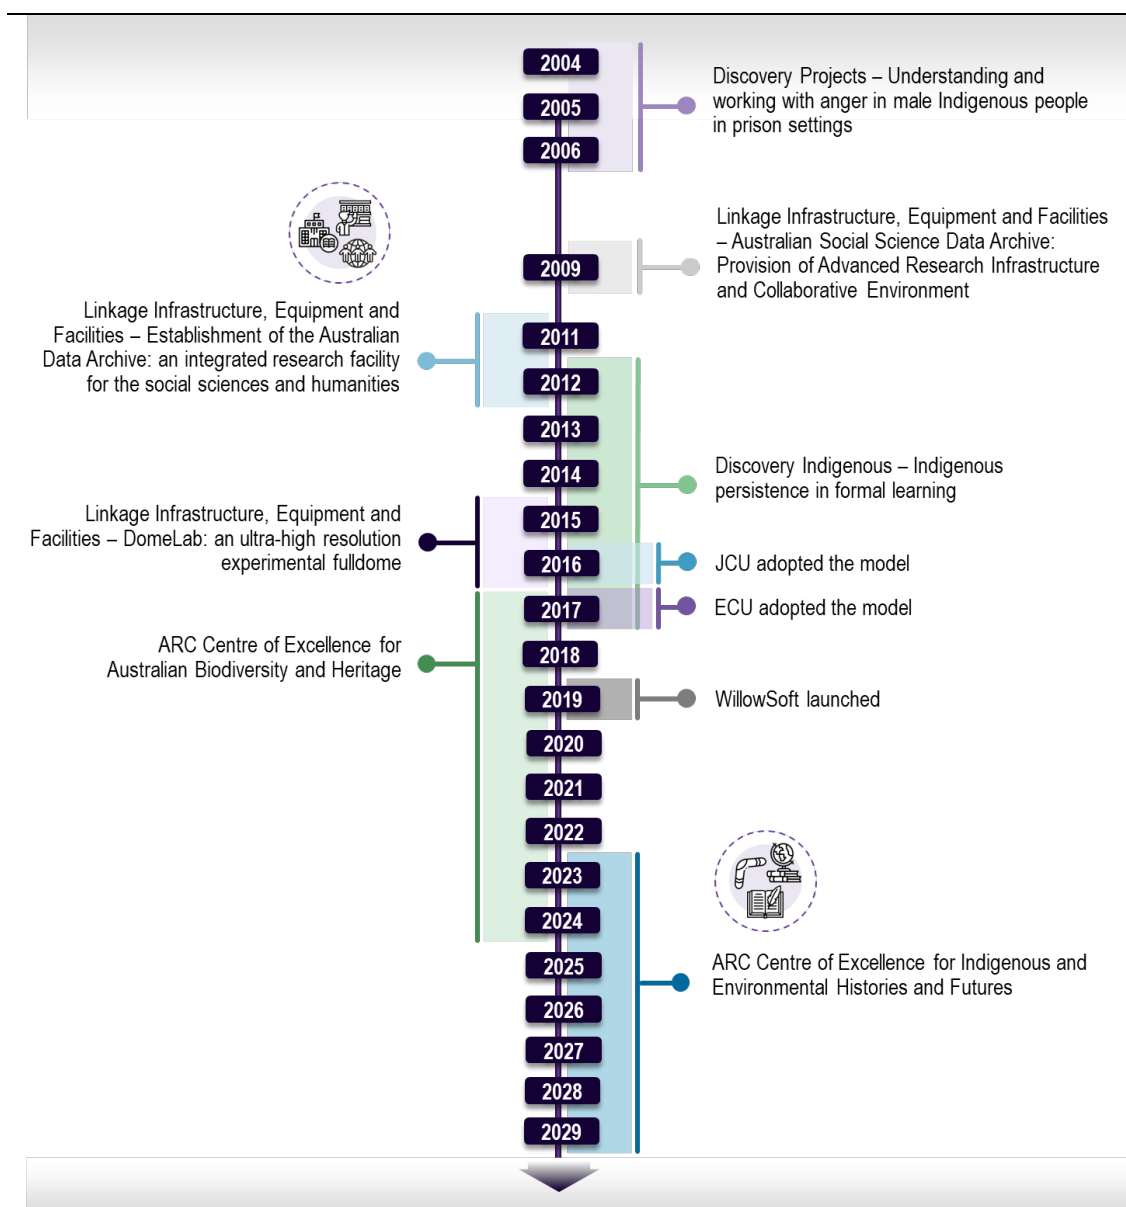 2004
2005
2006
Discovery Projects – Understanding and
working with anger in male Indigenous people
in prison settings
2009
Linkage Infrastructure, Equipment and Facilities
– Australian Social Science Data Archive:
Provision of Advanced Research Infrastructure
and Collaborative Environment
Linkage Infrastructure, Equipment and
Facilities – Establishment of the Australian
Data Archive: an integrated research facility
for the social sciences and humanities
2011
2012
2013
2014
Discovery Indigenous – Indigenous
persistence in formal learning
Linkage Infrastructure, Equipment and
Facilities – DomeLab: an ultra-high resolution
experimental fulldome
2015
2016
JCU adopted the model
2017
ECU adopted the model
ARC Centre of Excellence for
Australian Biodiversity and Heritage
2018
2019
WillowSoft launched
2020
2021
2022
2023
2024
2025
ARC Centre of Excellence for Indigenous and
Environmental Histories and Futures
2026
2027
2028
2029